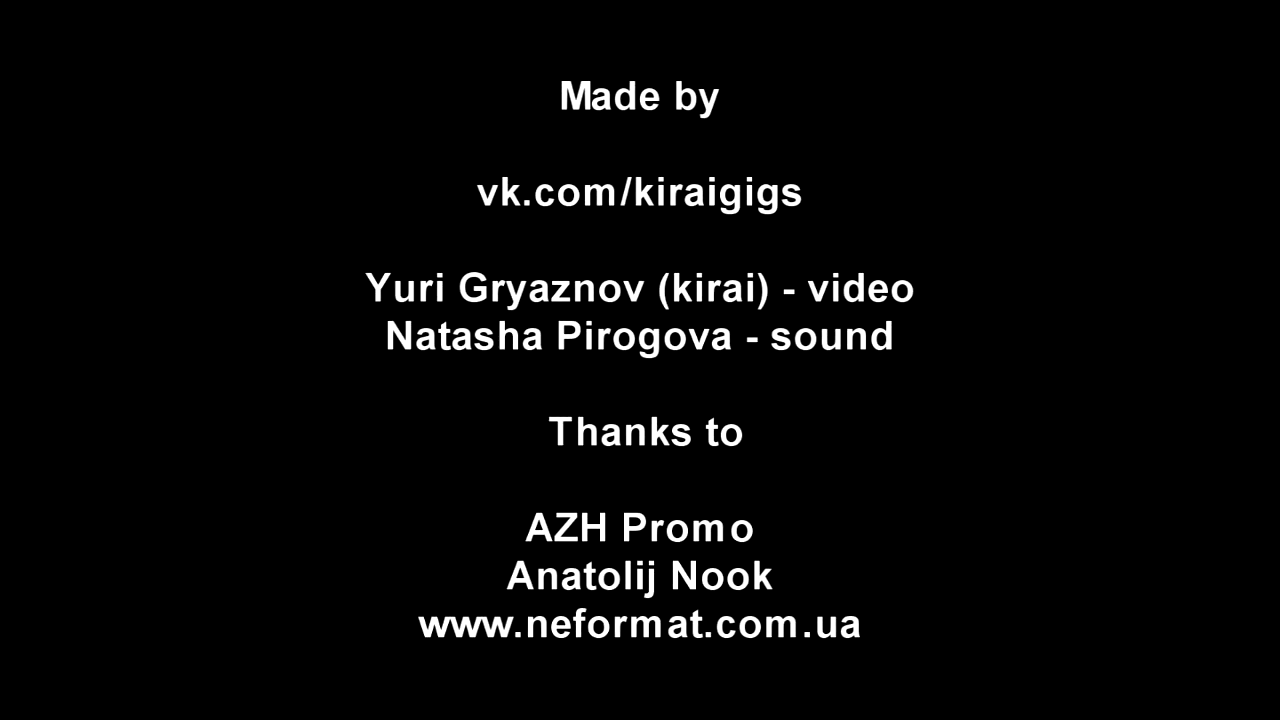 Made by
vk.com/kiraigigs
Yuri Gryaznov (kirai) - video
Natasha Pirogova - sound
Thanks to
AZH Promo
Anatolij Nook
www.neformat.com.ua